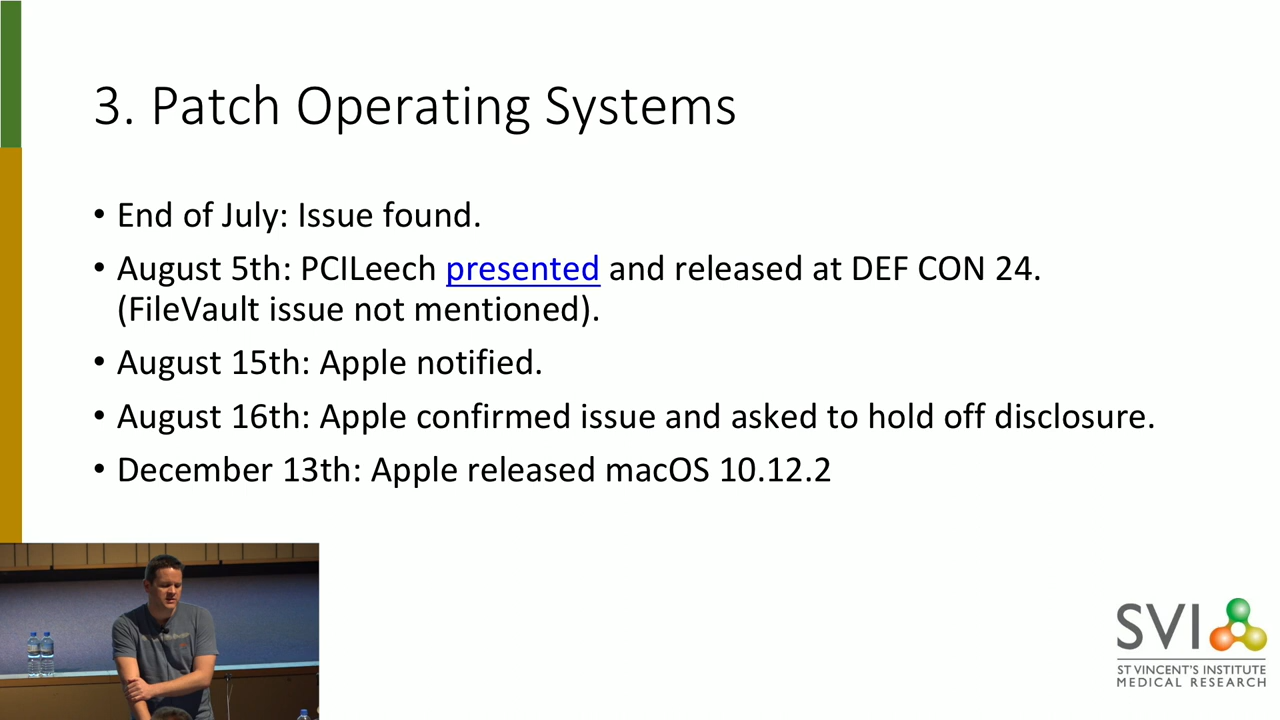 3. Patch Operating Systems
• End of July: Issue found.
• August 5th: PCILeech presented and released at DEF CON 24.
(FileVault issue not mentioned).
• August 15th: Apple notified.
• August 16th: Apple confirmed issue and asked to hold off disclosure.
• December 13th: Apple released macOS 10.12.2
SVI
ST VINCENT'S INSTITUTE
MEDICAL RESEARCH